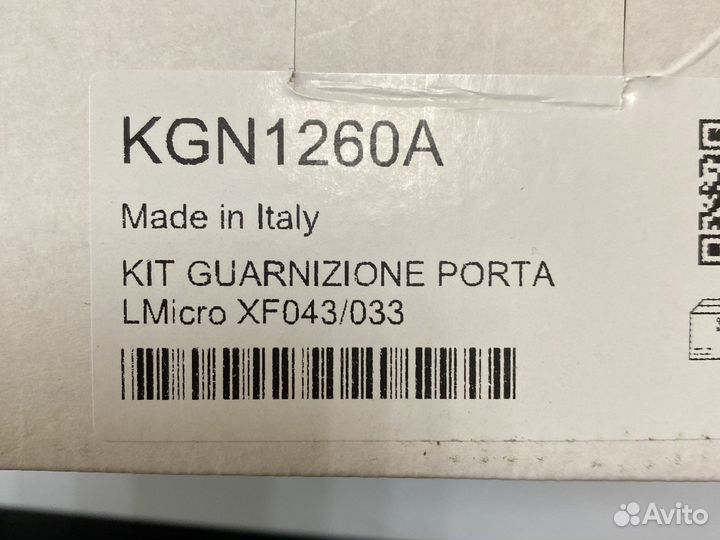 KGN1260A
Made in Italy
KIT GUARNIZIONE PORTA
LMicro XF043/033
Avito